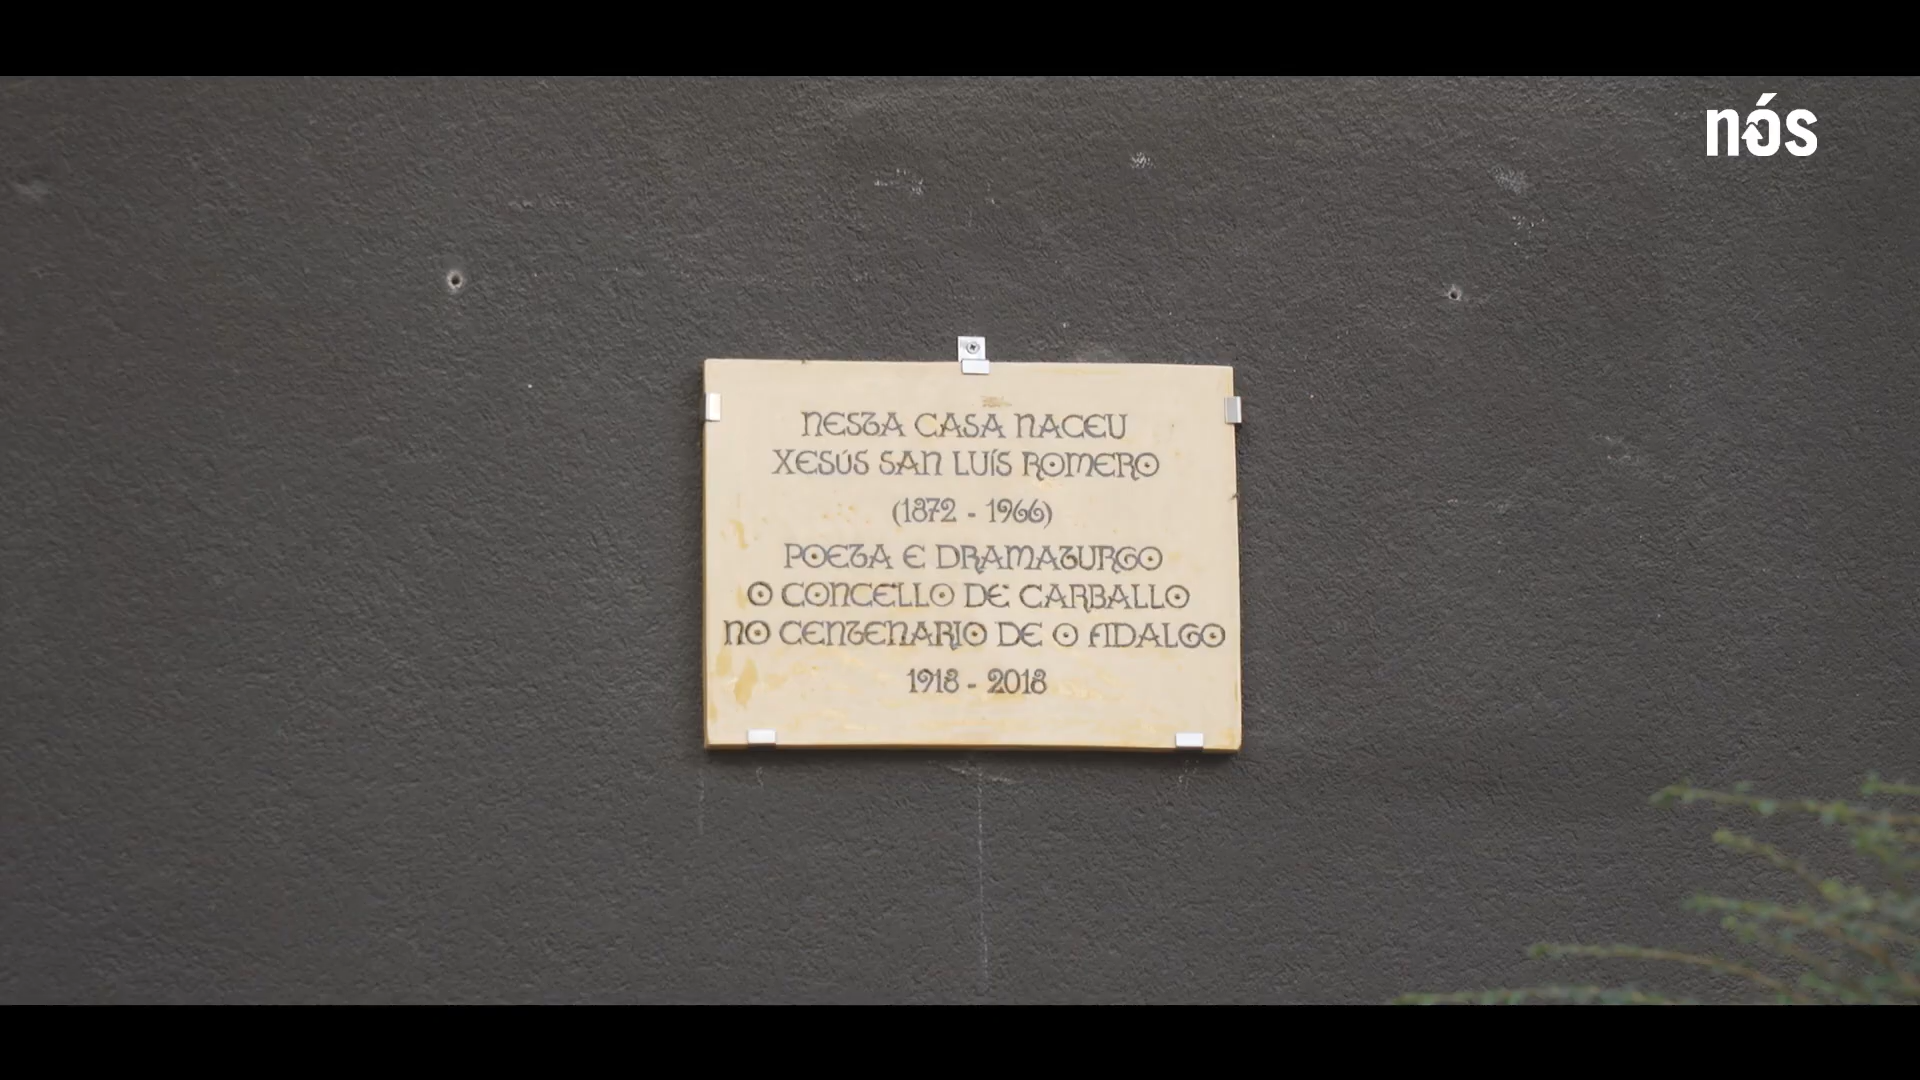 nós
NESTA CASA NACEU
XESÚS SAN LUÍS ROMERO
(1872 - 1966)
POETA E DRAMATURGO
O CONCELLO DE CARBALLO
NO CENTENARIO DE O FIDALGO
1918 - 2018